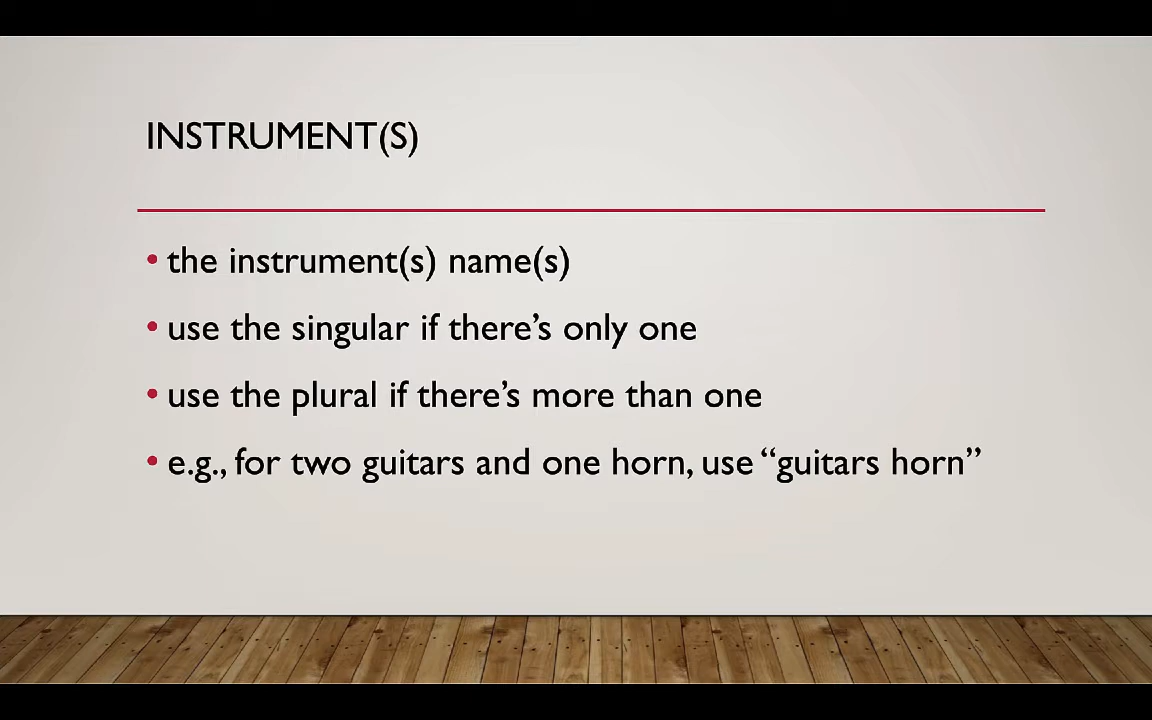 INSTRUMENT(S)
• the instrument(s) name(s)
• use the singular if there’s only one
• use the plural if there’s more than one
• e.g., for two guitars and one horn, use “guitars horn”